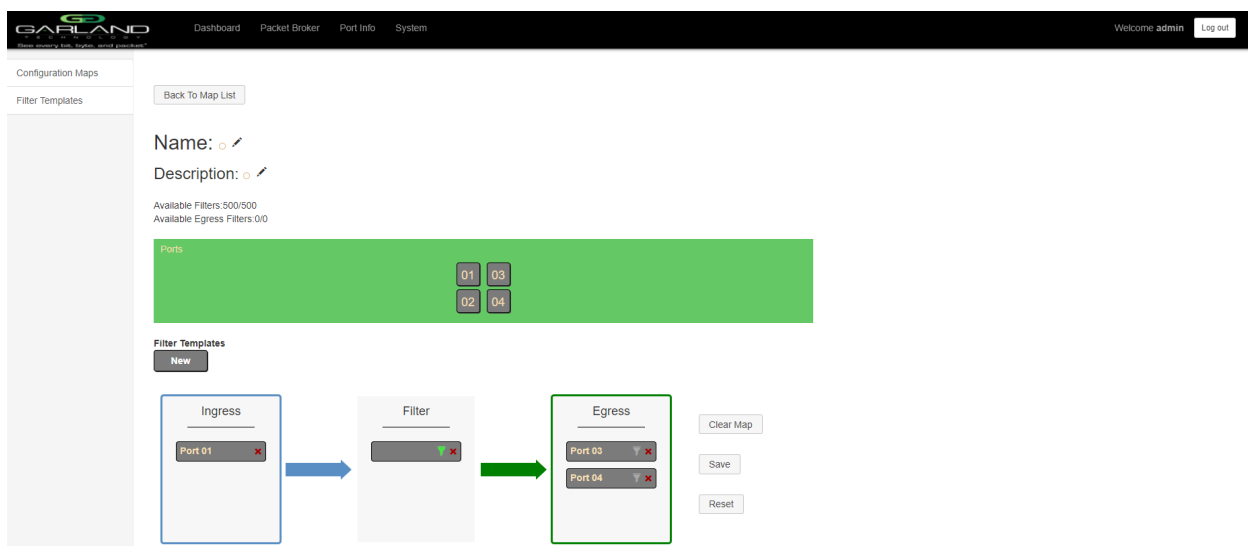 GARLAND
TECHNOLOGY
See every bit, byte, and packet®
Dashboard Packet Broker Port Info System
Welcome admin Log out
Configuration Maps
Filter Templates
Back To Map List
Name:
Description:
Available Filters:500/500
Available Egress Filters:0/0
Ports
01 03
02 04
Filter Templates
New
Ingress
Port 01
Filter
Egress
Port 03
Port 04
Clear Map
Save
Reset